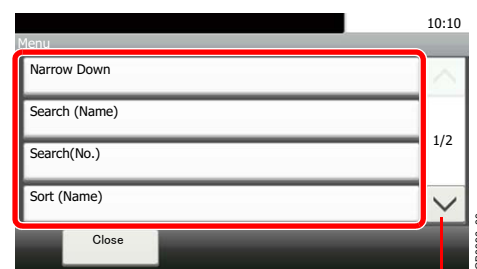 10:10
Menu
Narrow Down
Search (Name)
Search(No.)
1/2
Sort (Name)
Close